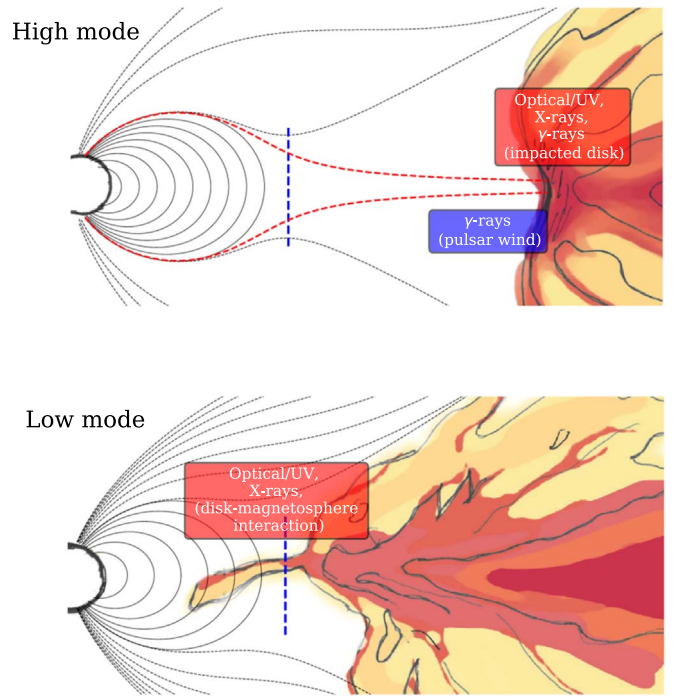 High mode
Optical/UV,
X-rays,
γ-rays
(impacted disk)
γ-rays
(pulsar wind)
Low mode
Optical/UV,
X-rays,
(disk-magnetosphere
interaction)